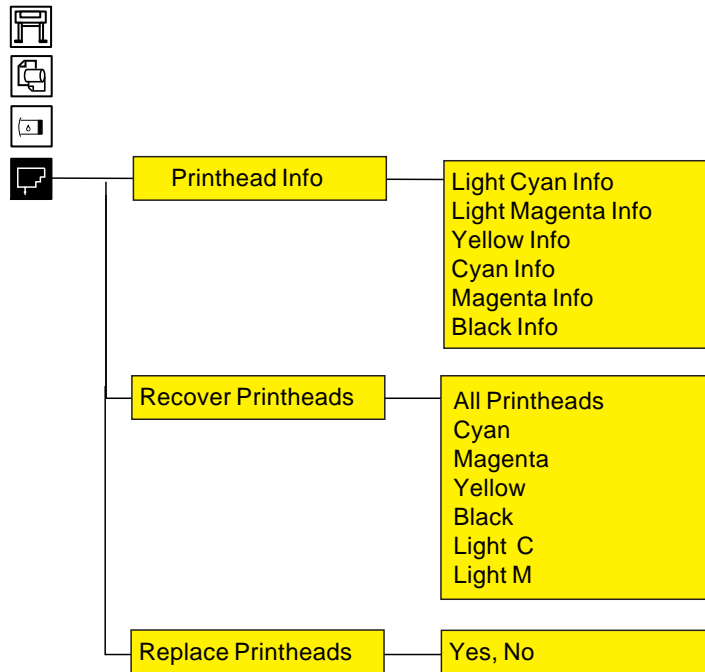 Printhead Info
Light Cyan Info
Light Magenta Info
Yellow Info
Cyan Info
Magenta Info
Black Info
Recover Printheads
All Printheads
Cyan
Magenta
Yellow
Black
Light C
Light M
Replace Printheads
Yes, No